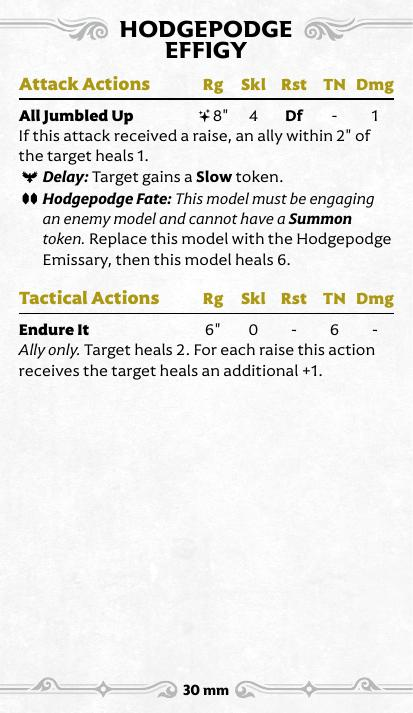 HODGEPODGE
EFFIGY
Attack Actions Rg Skl Rst TN Dmg
All Jumbled Up 8" 4 Df - 1
If this attack received a raise, an ally within 2" of
the target heals 1.
Delay: Target gains a Slow token.
Hodgepodge Fate: This model must be engaging
an enemy model and cannot have a Summon
token. Replace this model with the Hodgepodge
Emissary, then this model heals 6.
Tactical Actions Rg Skl Rst TN Dmg
Endure It 6" 0 - 6 -
Ally only. Target heals 2. For each raise this action
receives the target heals an additional +1.
30 mm